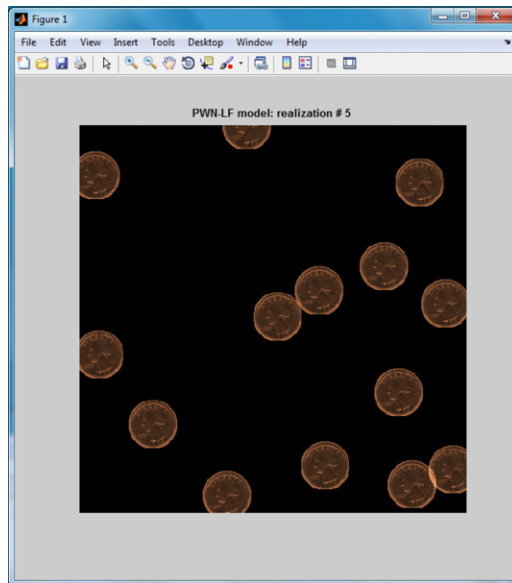 Figure 1
File Edit View Insert Tools Desktop Window Help
PWN-LF model: realization # 5